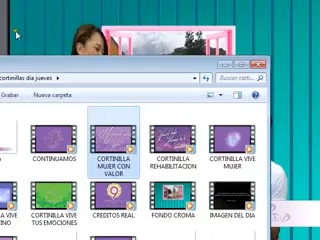 cortinillas dia jueves
Buscar corti...
Grabar
Nueva carpeta
CONTINUAMOS
CORTINILLA MUJER CON VALOR
CORTINILLA REHABILITACION
CORTINILLA VIVE MUJER
CORTINILLA VIVE TUS EMOCIONES
CREDITOS REAL
FONDO CROMA
IMAGEN DEL DIA